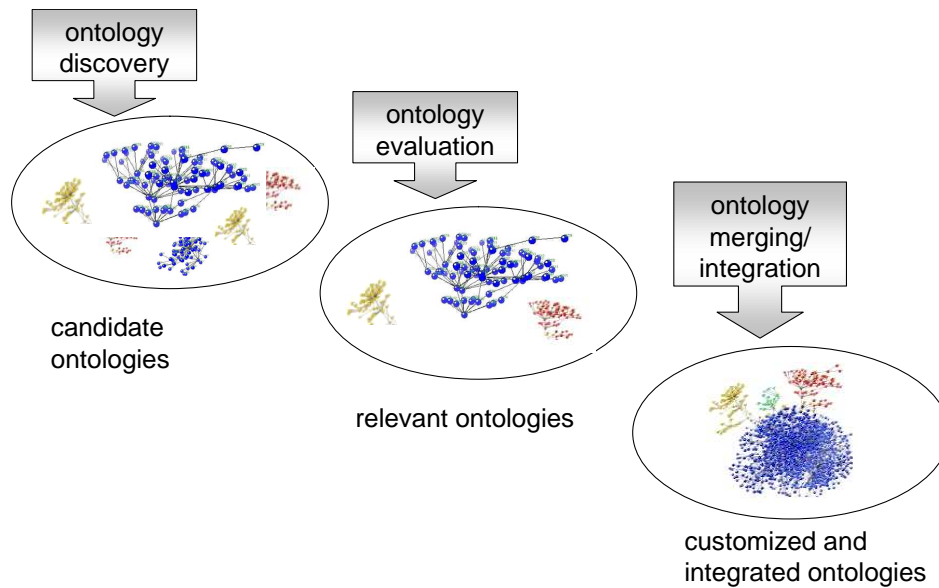 ontology
discovery
ontology
evaluation
ontology
merging/
integration
candidate
ontologies
relevant ontologies
customized and
integrated ontologies